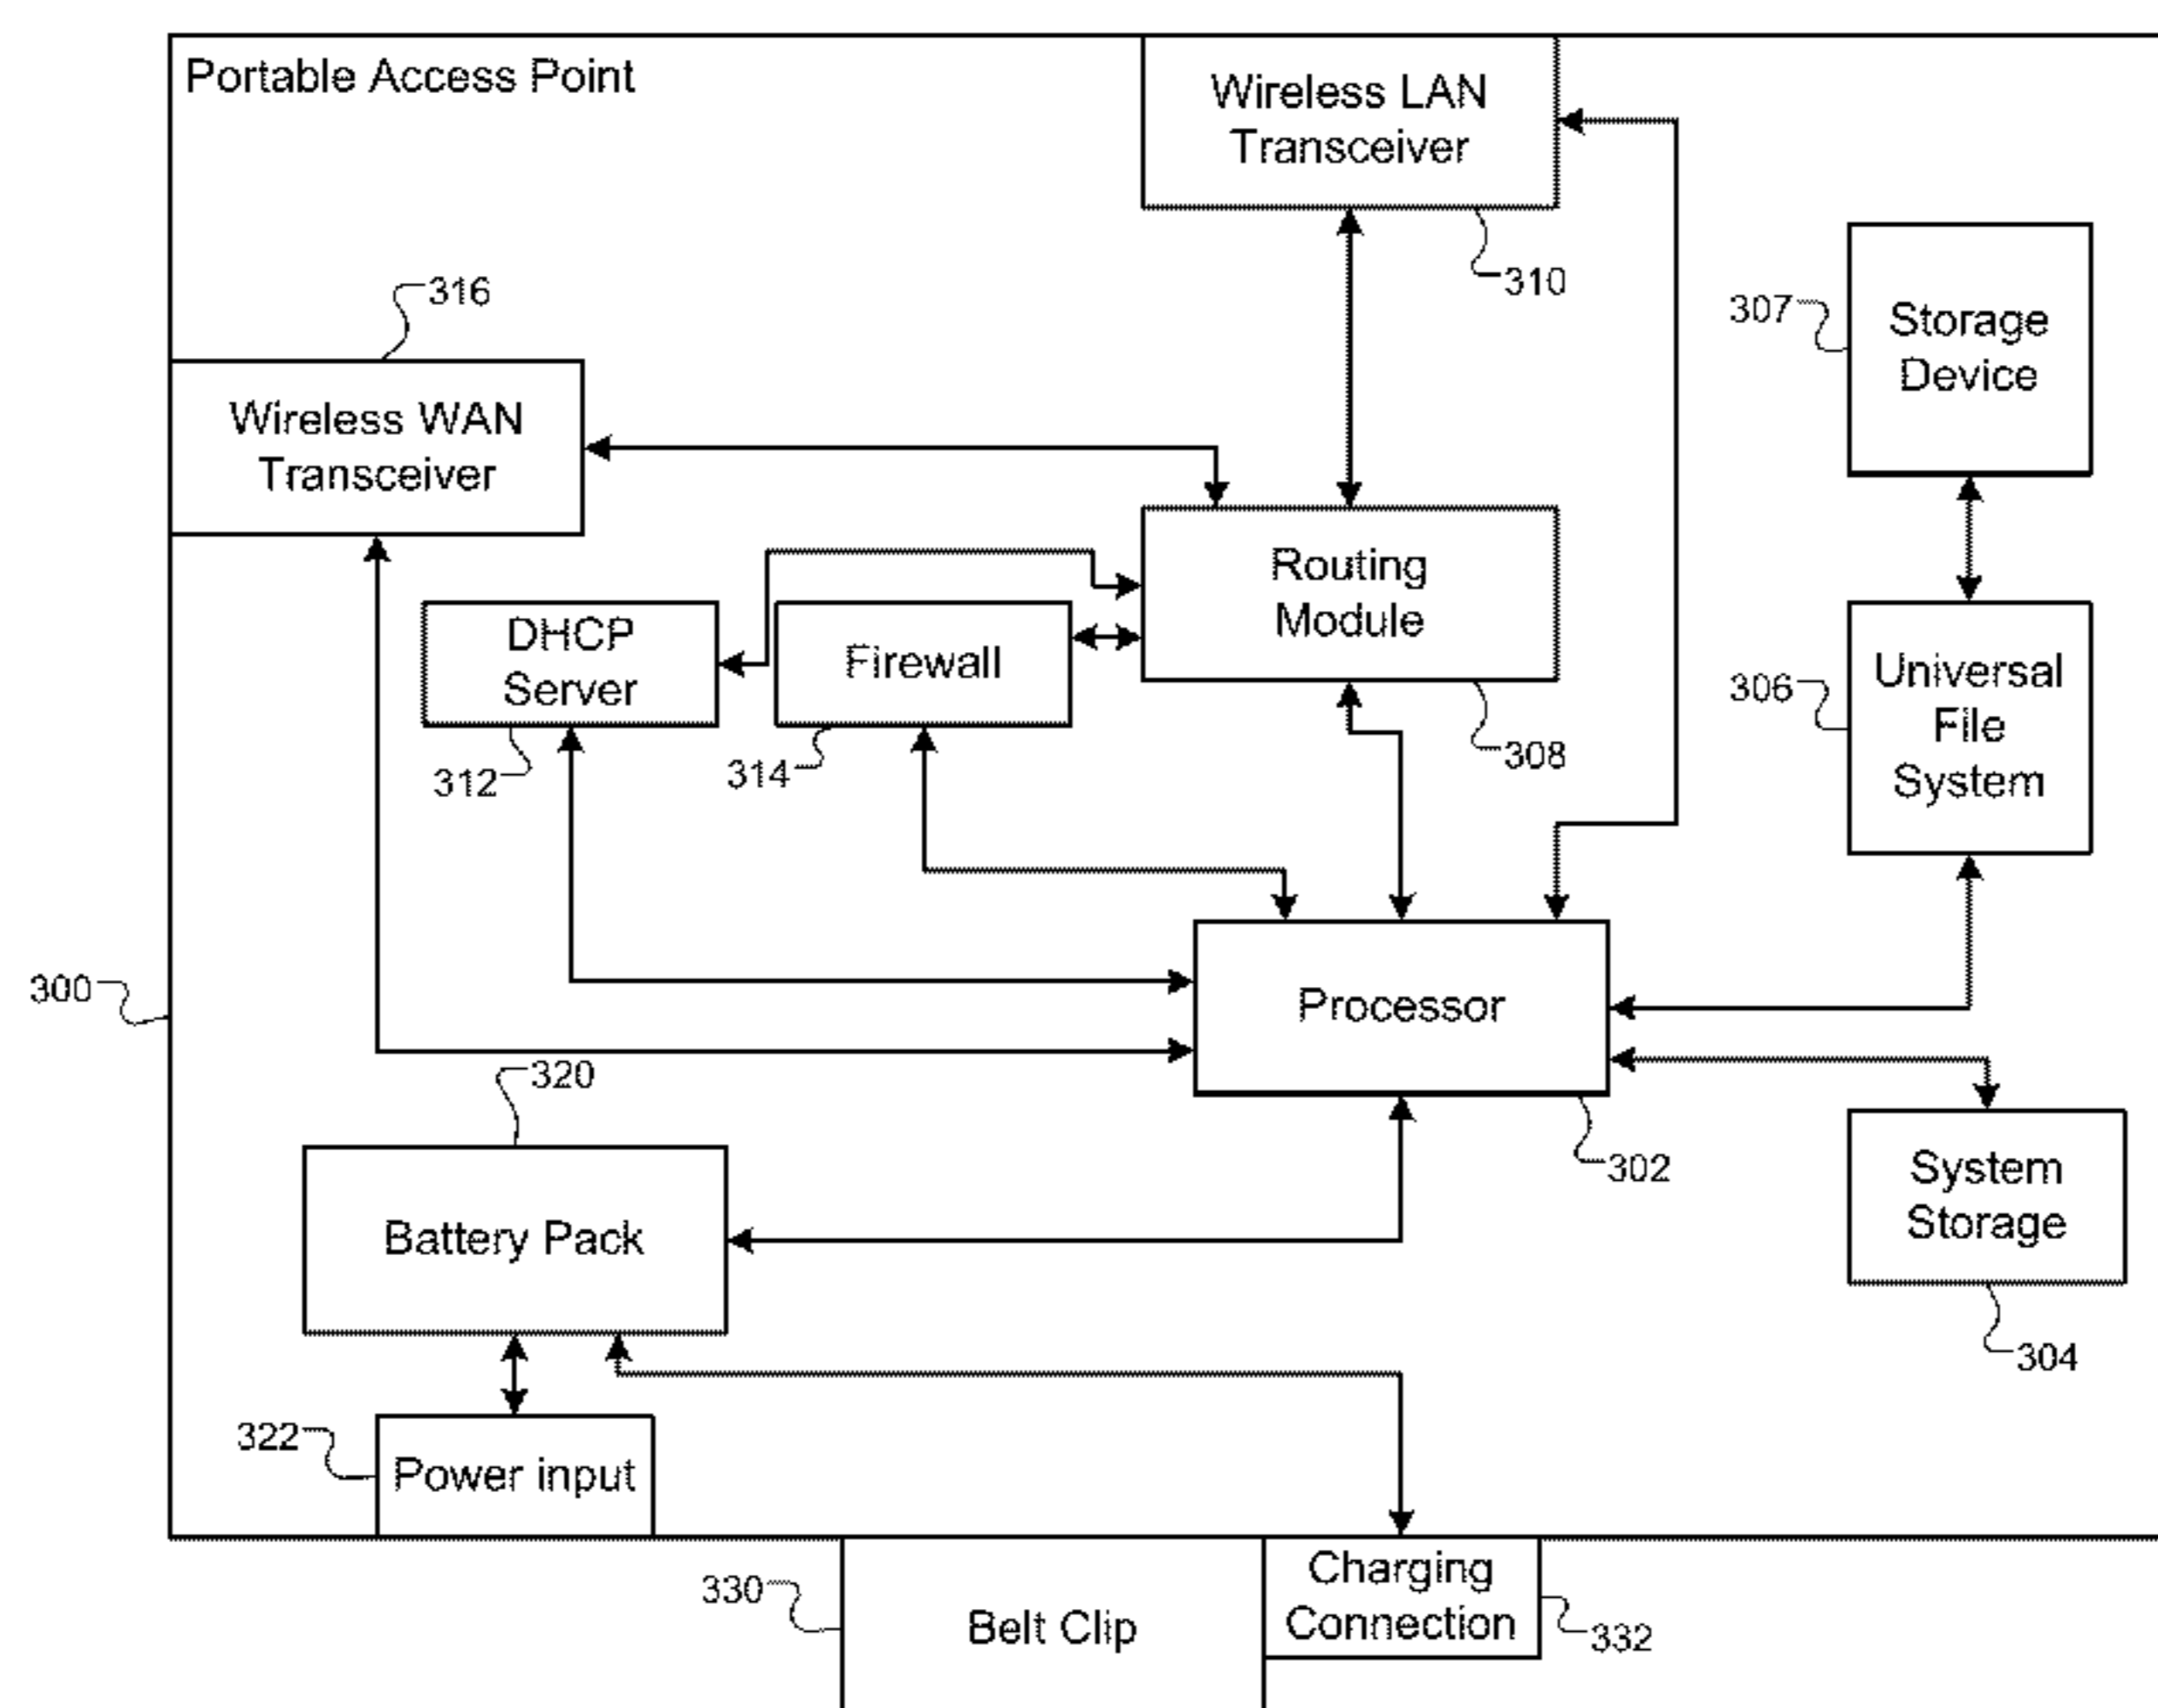 Portable Access Point
Wireless LAN
Transceiver
310
316
307
Storage
Device
Wireless WAN
Transceiver
Routing
Module
308
DHCP
Server
312
Firewall
314
306
Universal
File
System
300
Processor
302
320
Battery Pack
System
Storage
304
322
Power input
330
Belt Clip
Charging
Connection
332